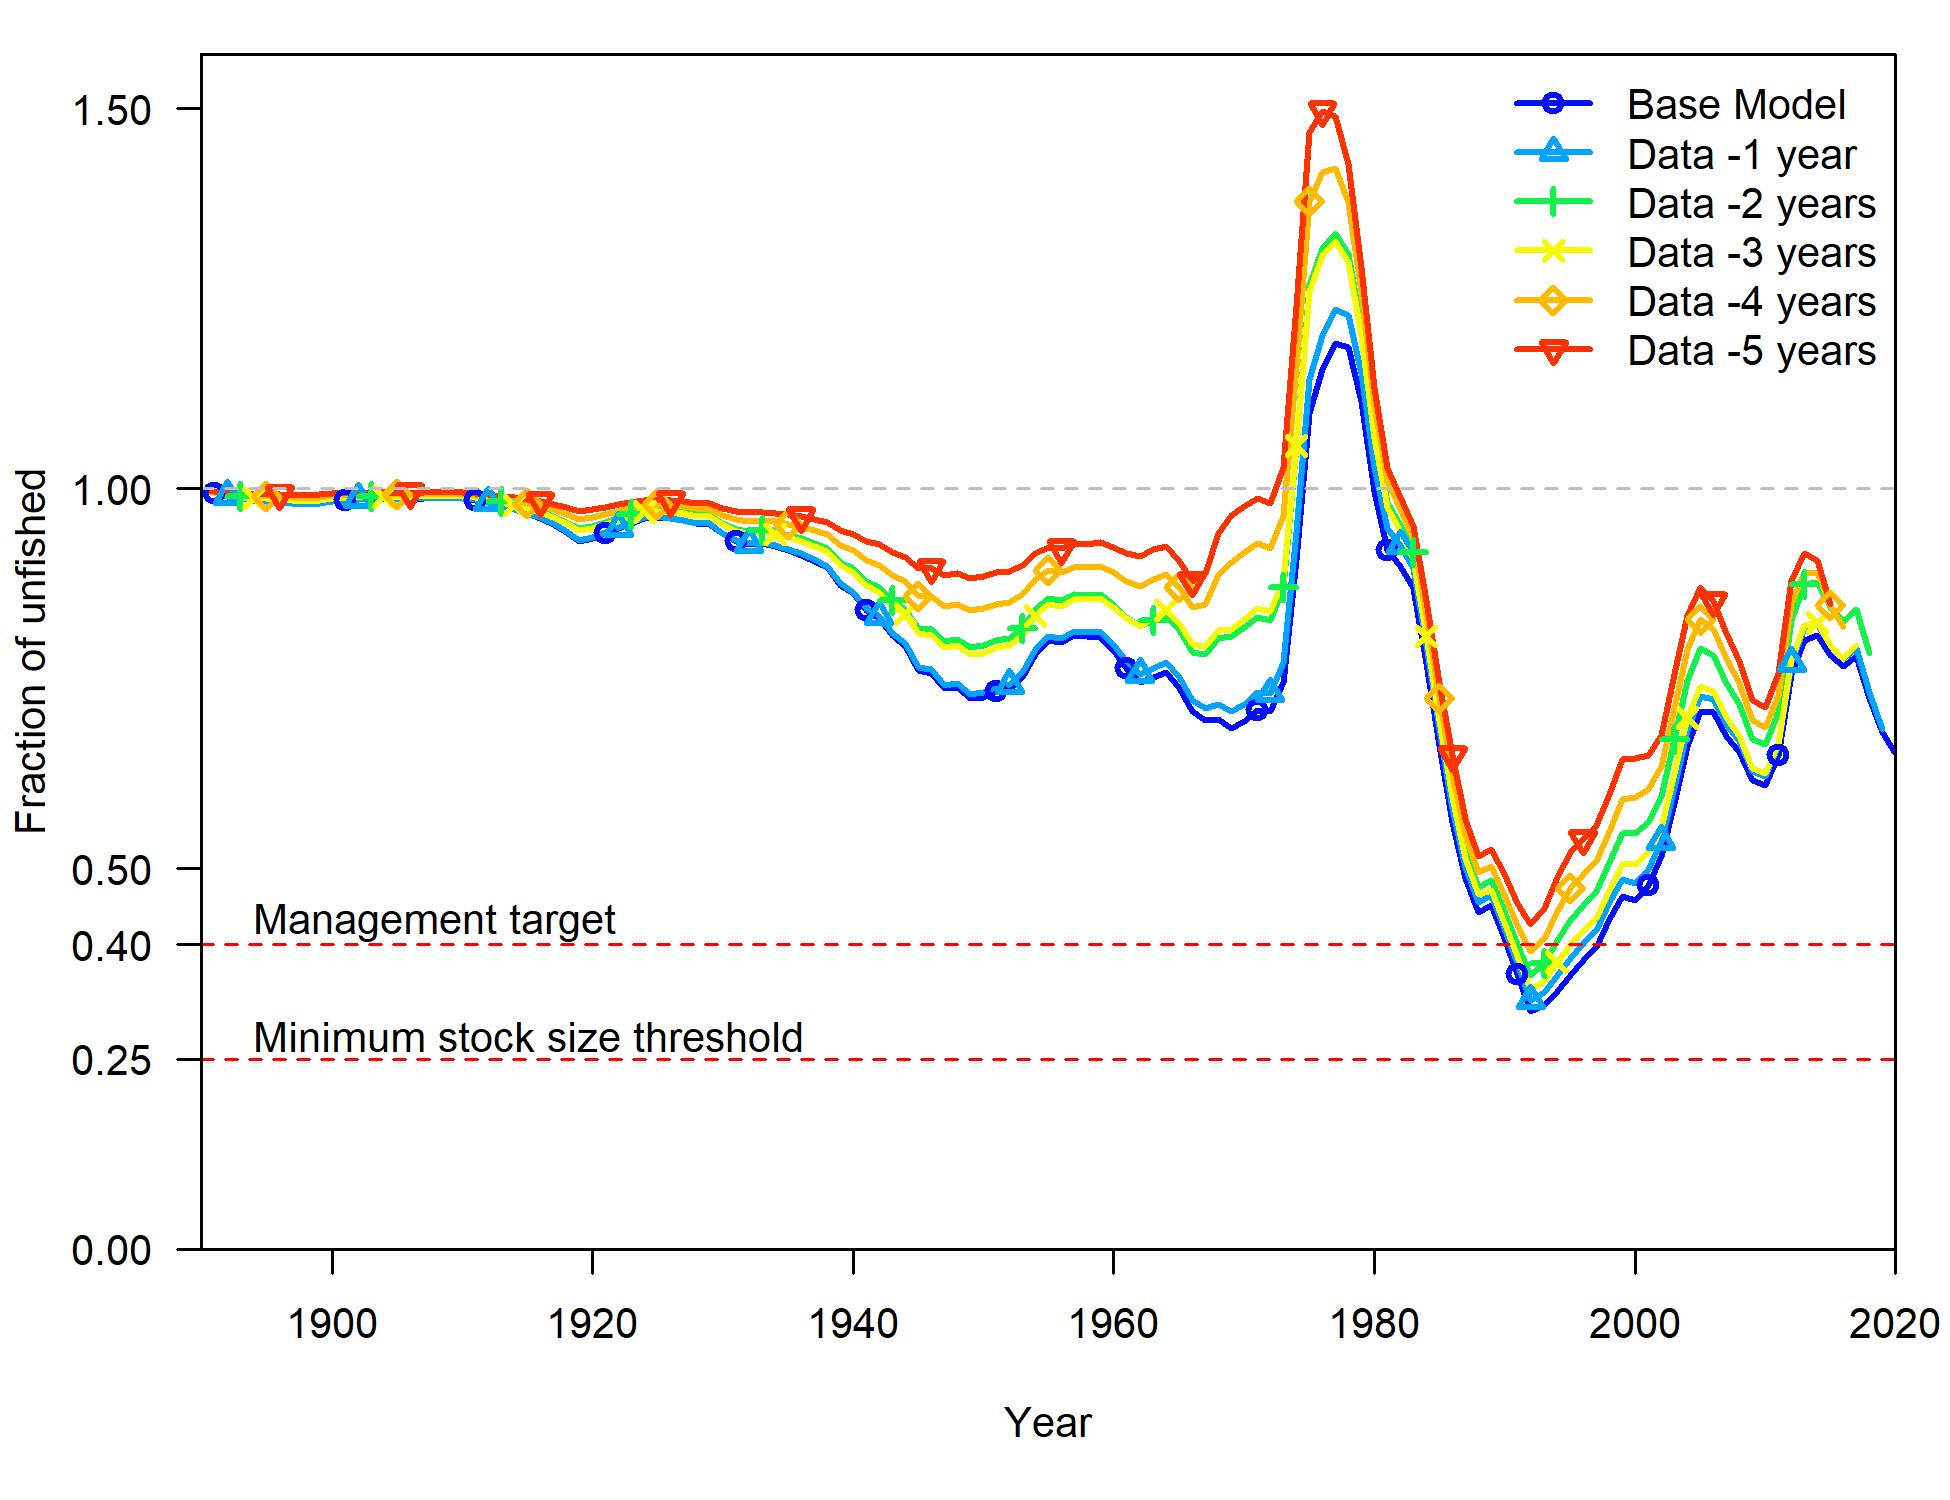 1.50
1.00
0.50
0.40
0.25
0.00
Fraction of unfished
Base Model
Data -1 year
Data -2 years
Data -3 years
Data -4 years
Data -5 years
Management target
Minimum stock size threshold
1900
1920
1940
1960
1980
2000
2020
Year